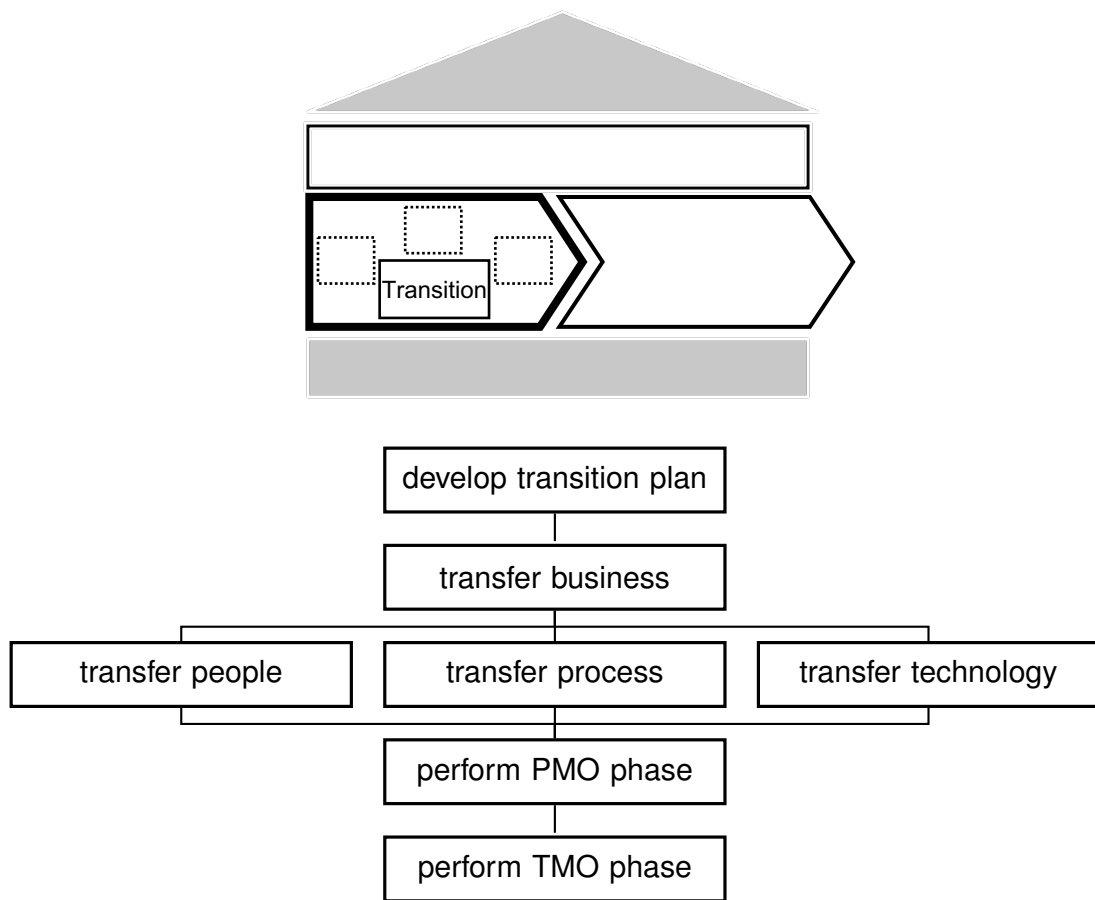 Transition
develop transition plan
transfer business
transfer people
transfer process
transfer technology
perform PMO phase
perform TMO phase